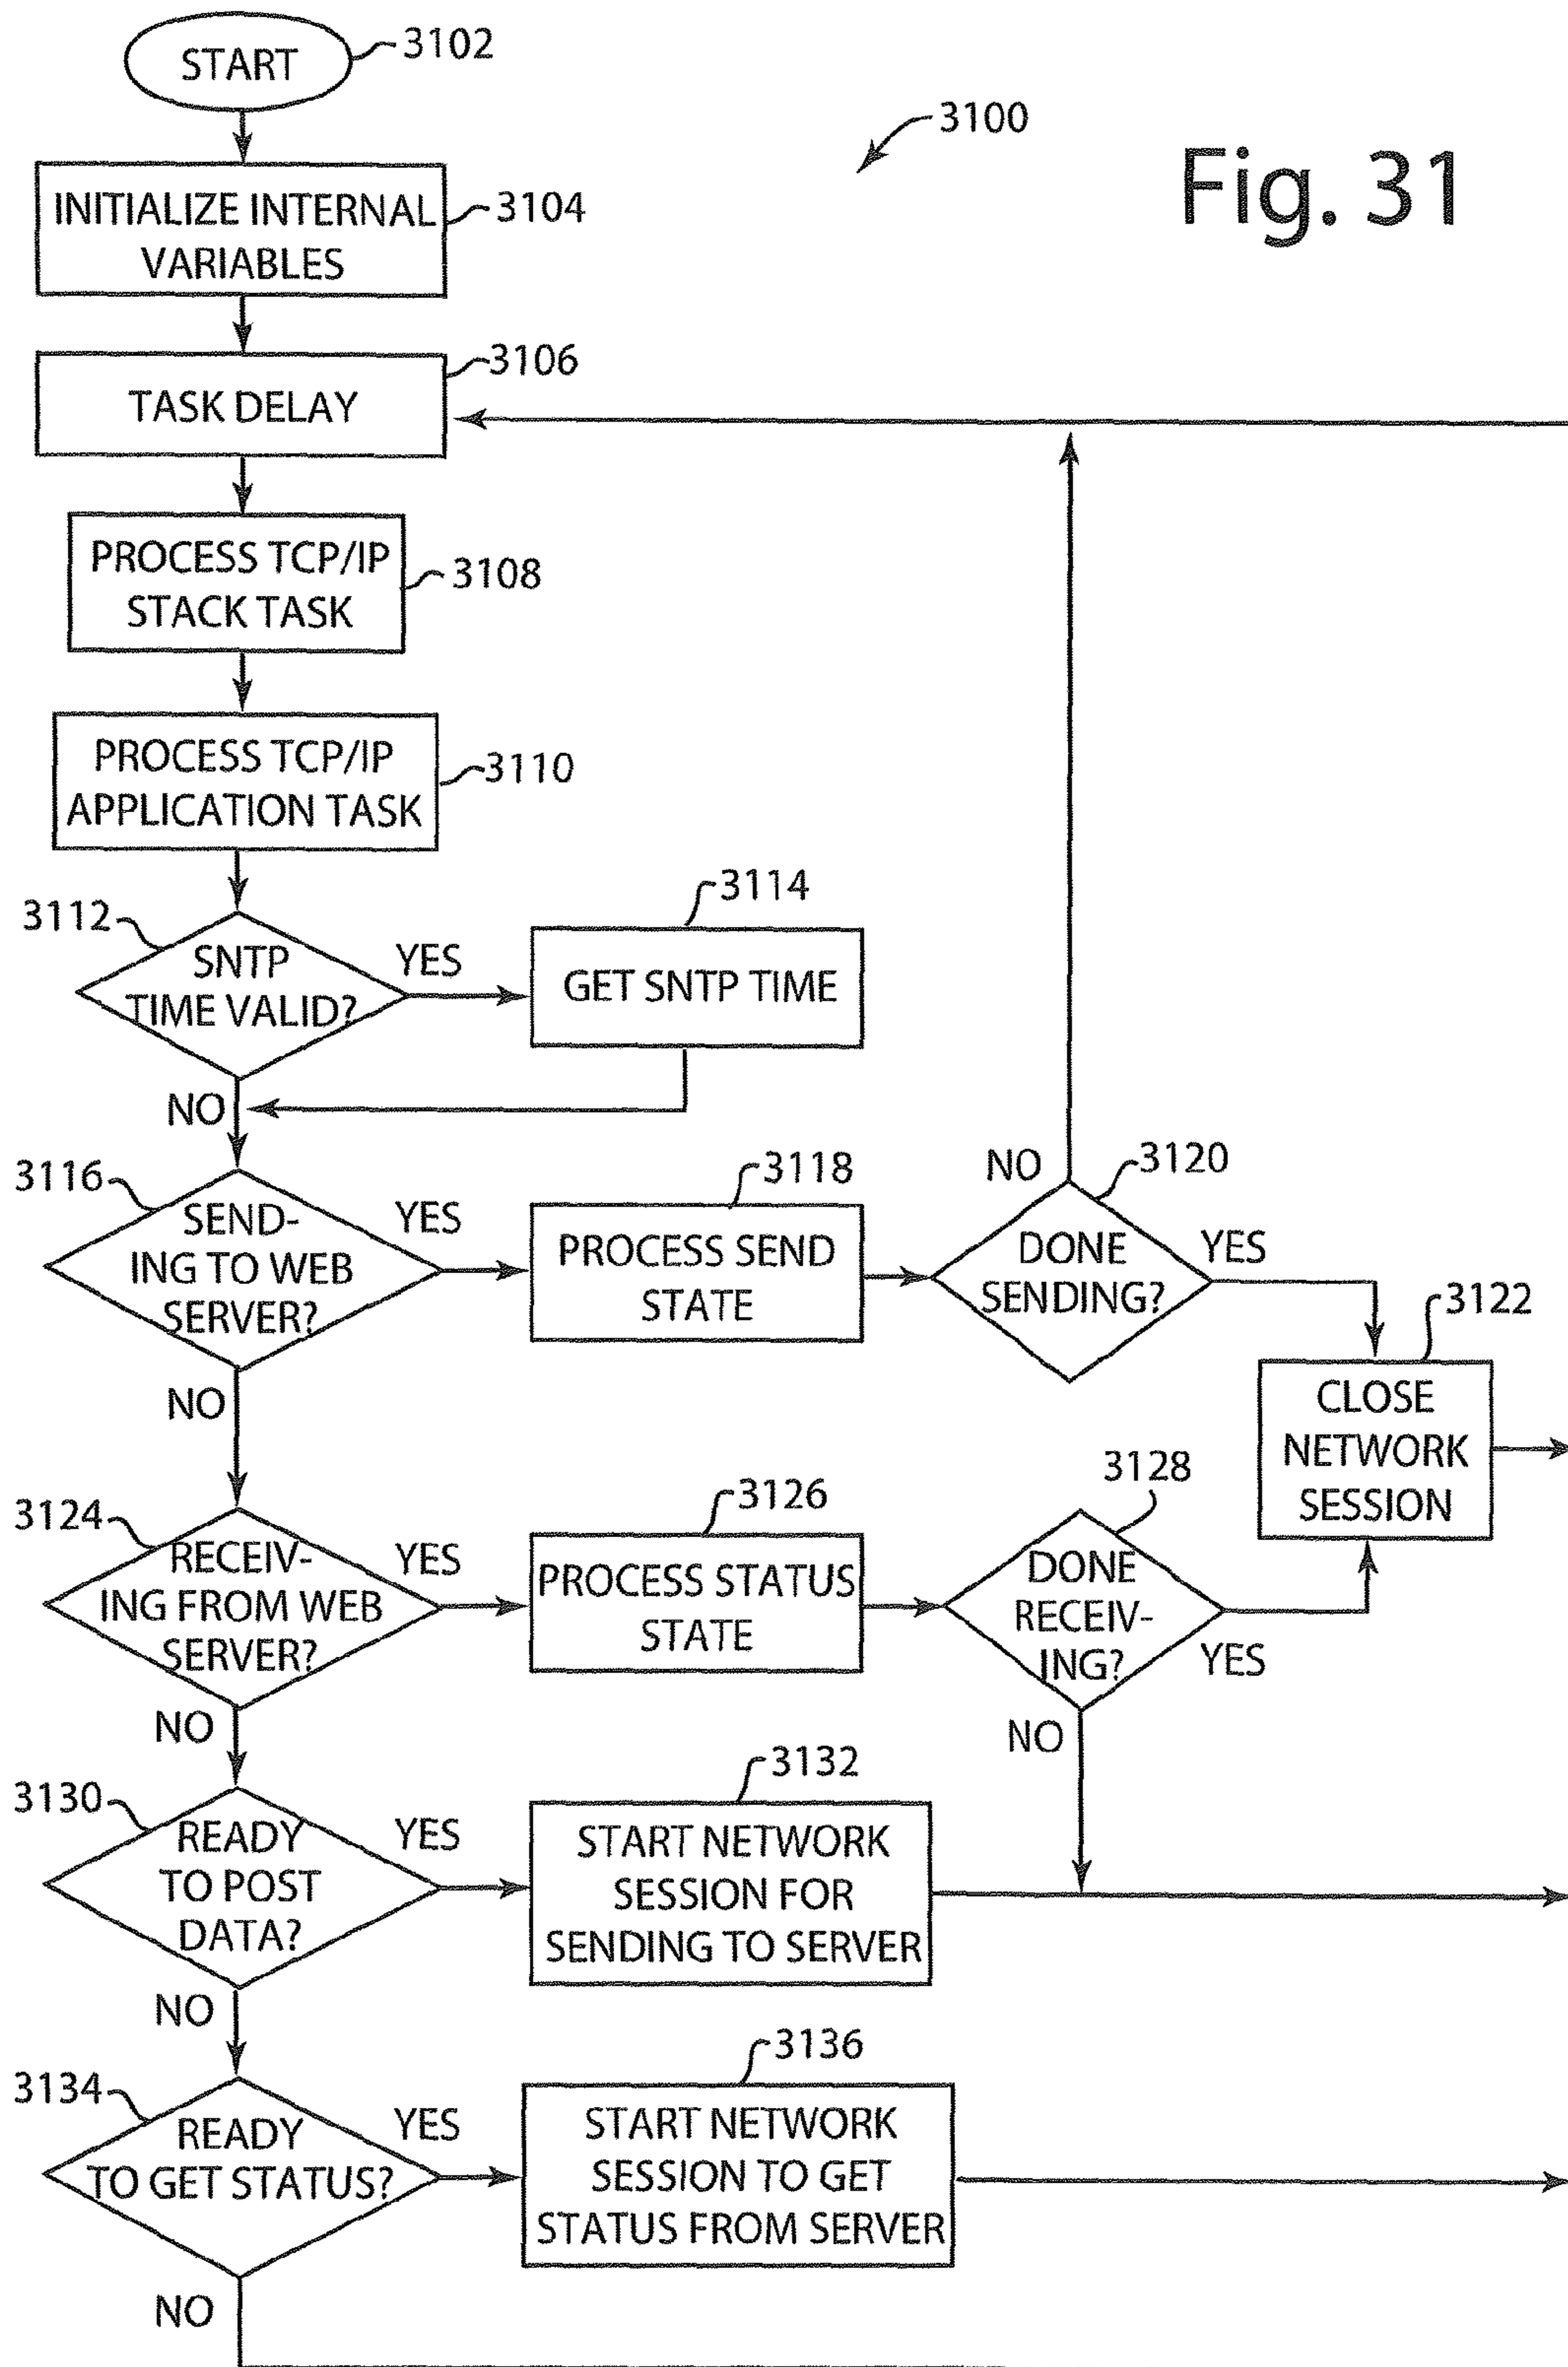 START
3102
3100
Fig. 31
INITIALIZE INTERNAL
VARIABLES
3104
TASK DELAY
3106
PROCESS TCP/IP
STACK TASK
3108
PROCESS TCP/IP
APPLICATION TASK
3110
3112
SNTP
TIME VALID?
YES
NO
3114
GET SNTP TIME
3116
SEND-
ING TO WEB
SERVER?
YES
NO
3118
PROCESS SEND
STATE
NO
3120
DONE
SENDING?
YES
3122
CLOSE
NETWORK
SESSION
3124
RECEIV-
ING FROM WEB
SERVER?
YES
NO
3126
PROCESS STATUS
STATE
3128
DONE
RECEIV-
ING?
YES
NO
3130
READY
TO POST
DATA?
YES
NO
3132
START NETWORK
SESSION FOR
SENDING TO SERVER
3134
READY
TO GET STATUS?
YES
NO
3136
START NETWORK
SESSION TO GET
STATUS FROM SERVER